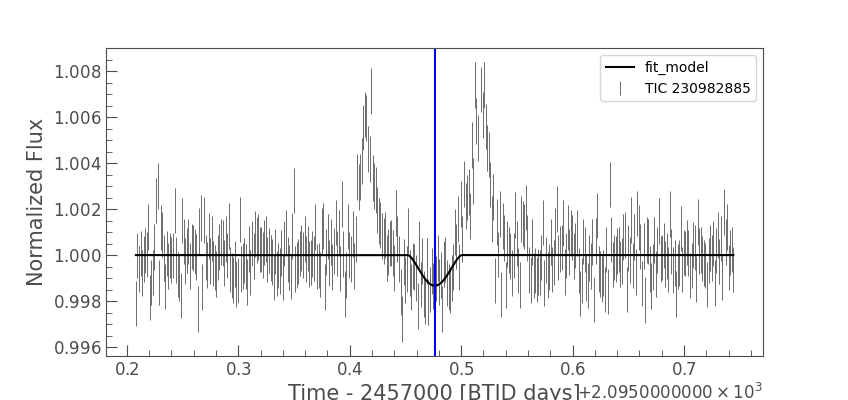 Normalized Flux
1.008
1.006
1.004
1.002
1.000
0.998
0.996
fit_model
TIC 230982885
0.2 0.3 0.4 0.5 0.6 0.7
Time - 2457000 [BTJD days]
+2.0950000000 × 10³